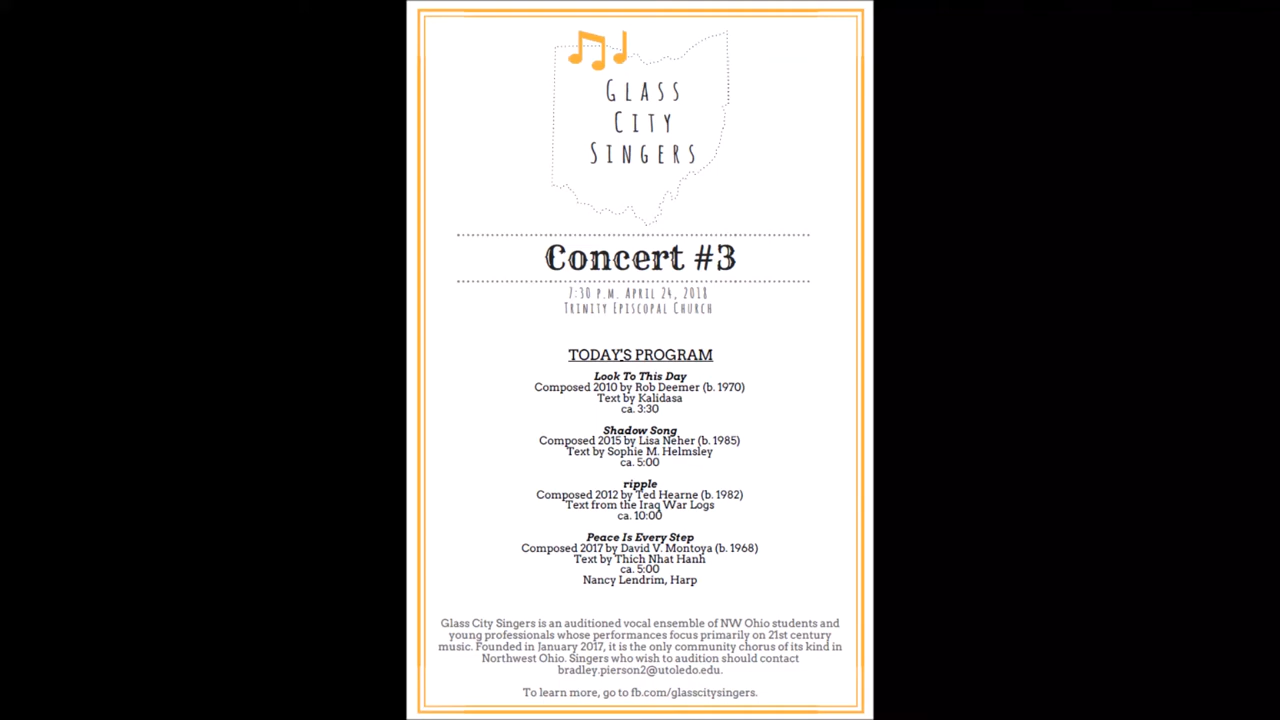 GLASS
CITY
SINGERS
Concert #3
7:30 P.M. APRIL 24, 2018
TRINITY EPISCOPAL CHURCH
TODAY'S PROGRAM
Look To This Day
Composed 2010 by Rob Deemer (b. 1970)
Text by Kalidasa
ca. 3:30
Shadow Song
Composed 2015 by Lisa Neher (b. 1985)
Text by Sophie M. Helmsley
ca. 5:00
ripple
Composed 2012 by Ted Hearne (b. 1982)
Text from the Iraq War Logs
ca. 10:00
Peace Is Every Step
Composed 2017 by David V. Montoya (b. 1968)
Text by Thich Nhat Hanh
ca. 5:00
Nancy Lendrim, Harp
Glass City Singers is an auditioned vocal ensemble of NW Ohio students and
young professionals whose performances focus primarily on 21st century
music. Founded in January 2017, it is the only community chorus of its kind in
Northwest Ohio. Singers who wish to audition should contact
bradley.pierson2@utoledo.edu.
To learn more, go to fb.com/glasscitysingers.